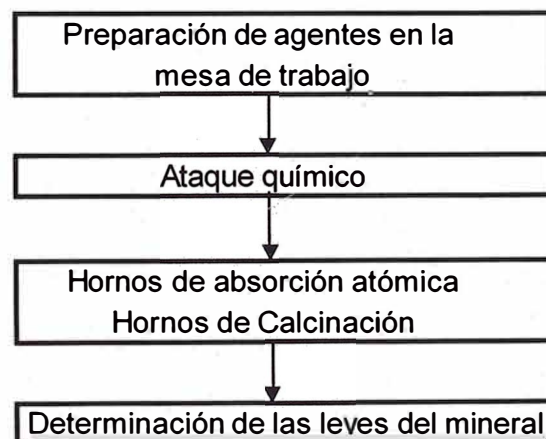 Preparación de agentes en la
mesa de trabajo
Ataque químico
Hornos de absorción atómica
Hornos de Calcinación
Determinación de las leyes del mineral